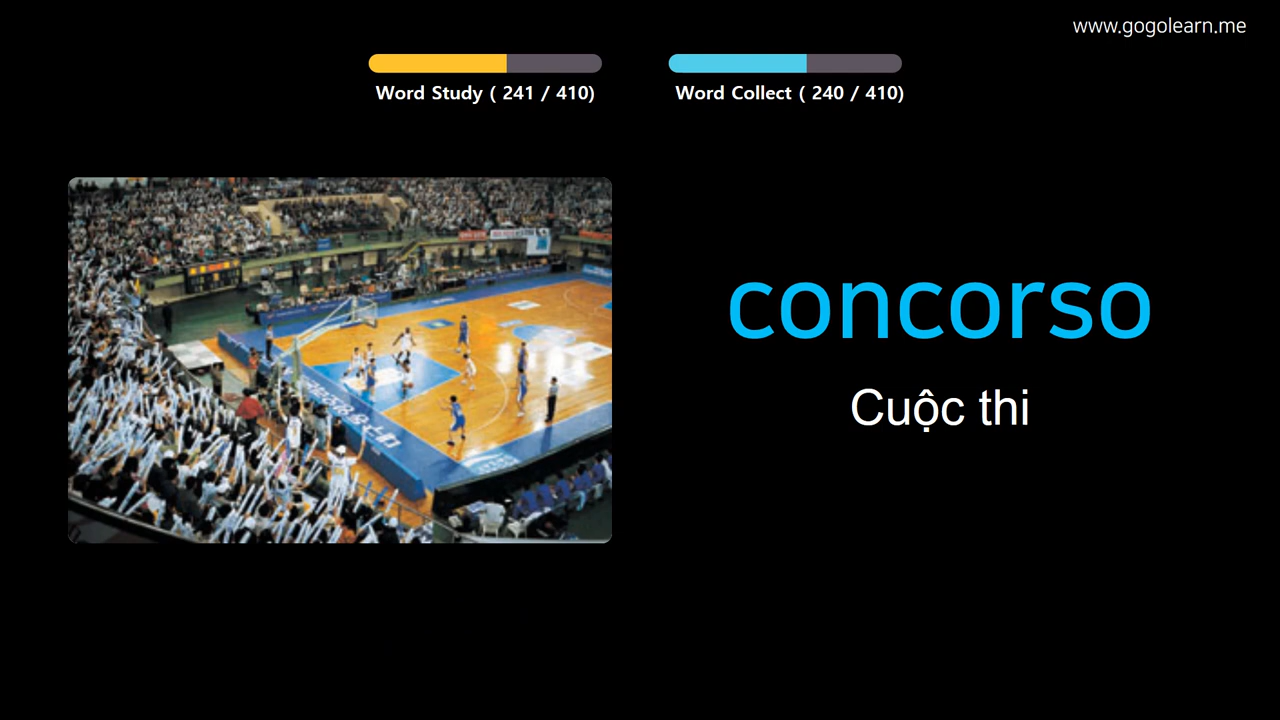 www.gogolearn.me
Word Study ( 241 / 410)
Word Collect ( 240 / 410)
concorso
Cuộc thi